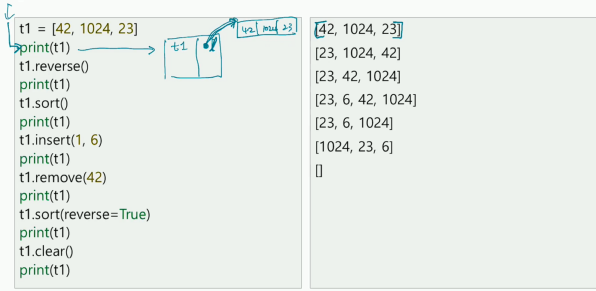 t1 = [42, 1024, 23]
print(t1)
t1.reverse()
print(t1)
t1.sort()
print(t1)
t1.insert(1, 6)
print(t1)
t1.remove(42)
print(t1)
t1.sort(reverse=True)
print(t1)
t1.clear()
print(t1)
t1
42 23
[42, 1024, 23]
[23, 1024, 42]
[23, 42, 1024]
[23, 6, 42, 1024]
[23, 6, 1024]
[1024, 23, 6]
[]